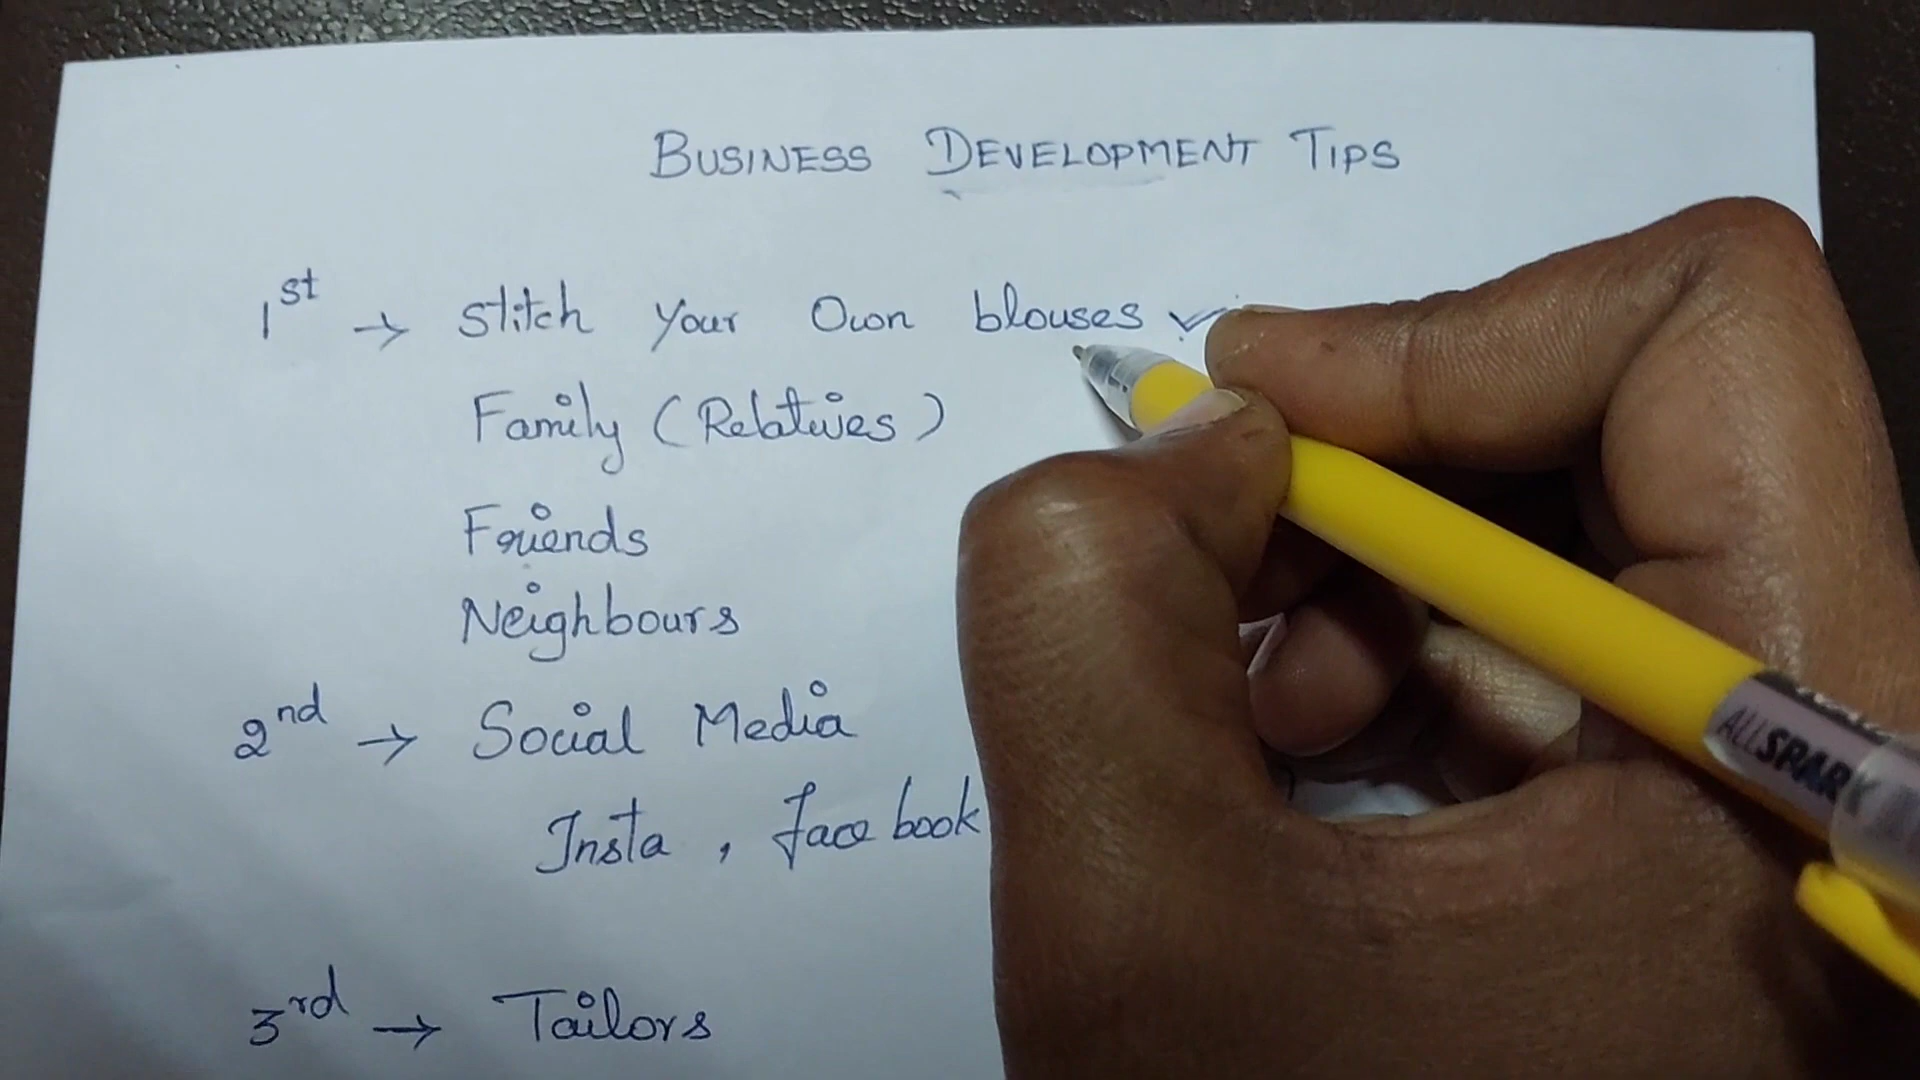 BUSINESS DEVELOPMENT TIPS
1st → stitch your Own blouses ✓
Family (Relatives)
Friends
Neighbours
2nd → Social Media
Insta, facebook
3rd → Tailors
ALLSPARK